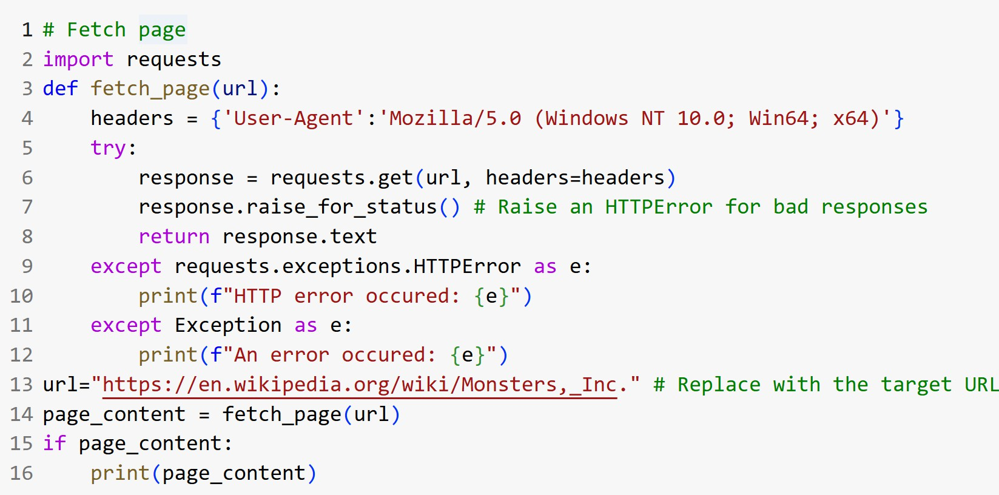 1 # Fetch page
2 import requests
3 def fetch_page(url):
4     headers = {'User-Agent':'Mozilla/5.0 (Windows NT 10.0; Win64; x64)'}
5     try:
6         response = requests.get(url, headers=headers)
7         response.raise_for_status() # Raise an HTTPError for bad responses
8         return response.text
9     except requests.exceptions.HTTPError as e:
10         print(f"HTTP error occured: {e}")
11     except Exception as e:
12         print(f"An error occured: {e}")
13 url="https://en.wikipedia.org/wiki/Monsters,_Inc." # Replace with the target URL
14 page_content = fetch_page(url)
15 if page_content:
16     print(page_content)